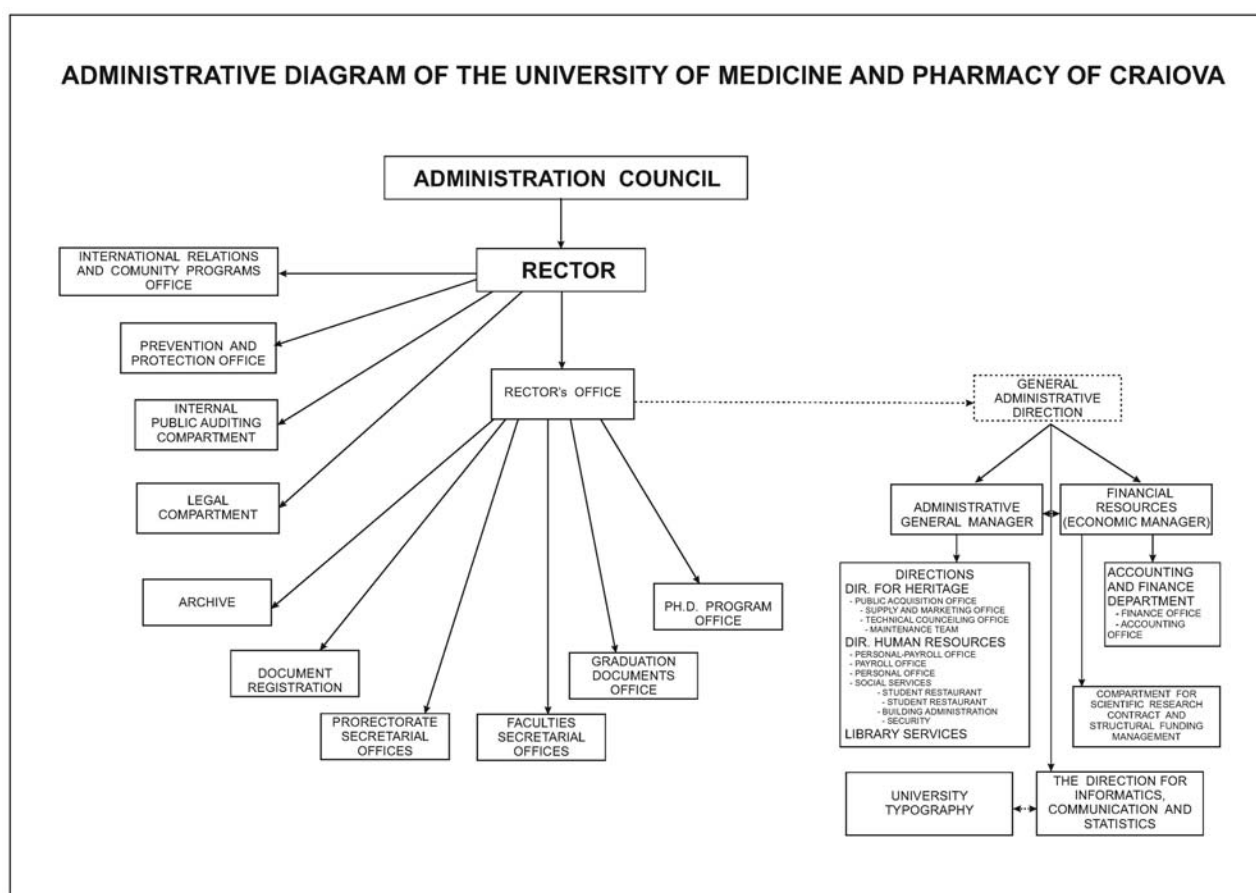 ADMINISTRATIVE DIAGRAM OF THE UNIVERSITY OF MEDICINE AND PHARMACY OF CRAIOVA
ADMINISTRATION COUNCIL
RECTOR
INTERNATIONAL RELATIONS
AND COMUNITY PROGRAMS
OFFICE
PREVENTION AND
PROTECTION OFFICE
INTERNAL
PUBLIC AUDITING
COMPARTMENT
LEGAL
COMPARTMENT
RECTOR's OFFICE
GENERAL
ADMINISTRATIVE
DIRECTION
ARCHIVE
DOCUMENT
REGISTRATION
PRORECTORATE
SECRETARIAL
OFFICES
FACULTIES
SECRETARIAL
OFFICES
GRADUATION
DOCUMENTS
OFFICE
PH.D. PROGRAM
OFFICE
ADMINISTRATIVE
GENERAL MANAGER
FINANCIAL
RESOURCES
(ECONOMIC MANAGER)
DIRECTIONS
DIR. FOR HERITAGE
- PUBLIC ACQUISITION OFFICE
- SUPPLY AND MARKETING OFFICE
- TECHNICAL COUNCEILING OFFICE
- MAINTENANCE TEAM
DIR. HUMAN RESOURCES
- PERSONAL-PAYROLL OFFICE
- PAYROLL OFFICE
- PERSONAL OFFICE
- SOCIAL SERVICES
- STUDENT RESTAURANT
- STUDENT RESTAURANT
- BUILDING ADMINISTRATION
- SECURITY
LIBRARY SERVICES
ACCOUNTING
AND FINANCE
DEPARTMENT
- FINANCE OFFICE
- ACCOUNTING
OFFICE
COMPARTMENT FOR
SCIENTIFIC RESEARCH
CONTRACT AND
STRUCTURAL FUNDING
MANAGEMENT
UNIVERSITY
TYPOGRAPHY
THE DIRECTION FOR
INFORMATICS,
COMMUNICATION AND
STATISTICS